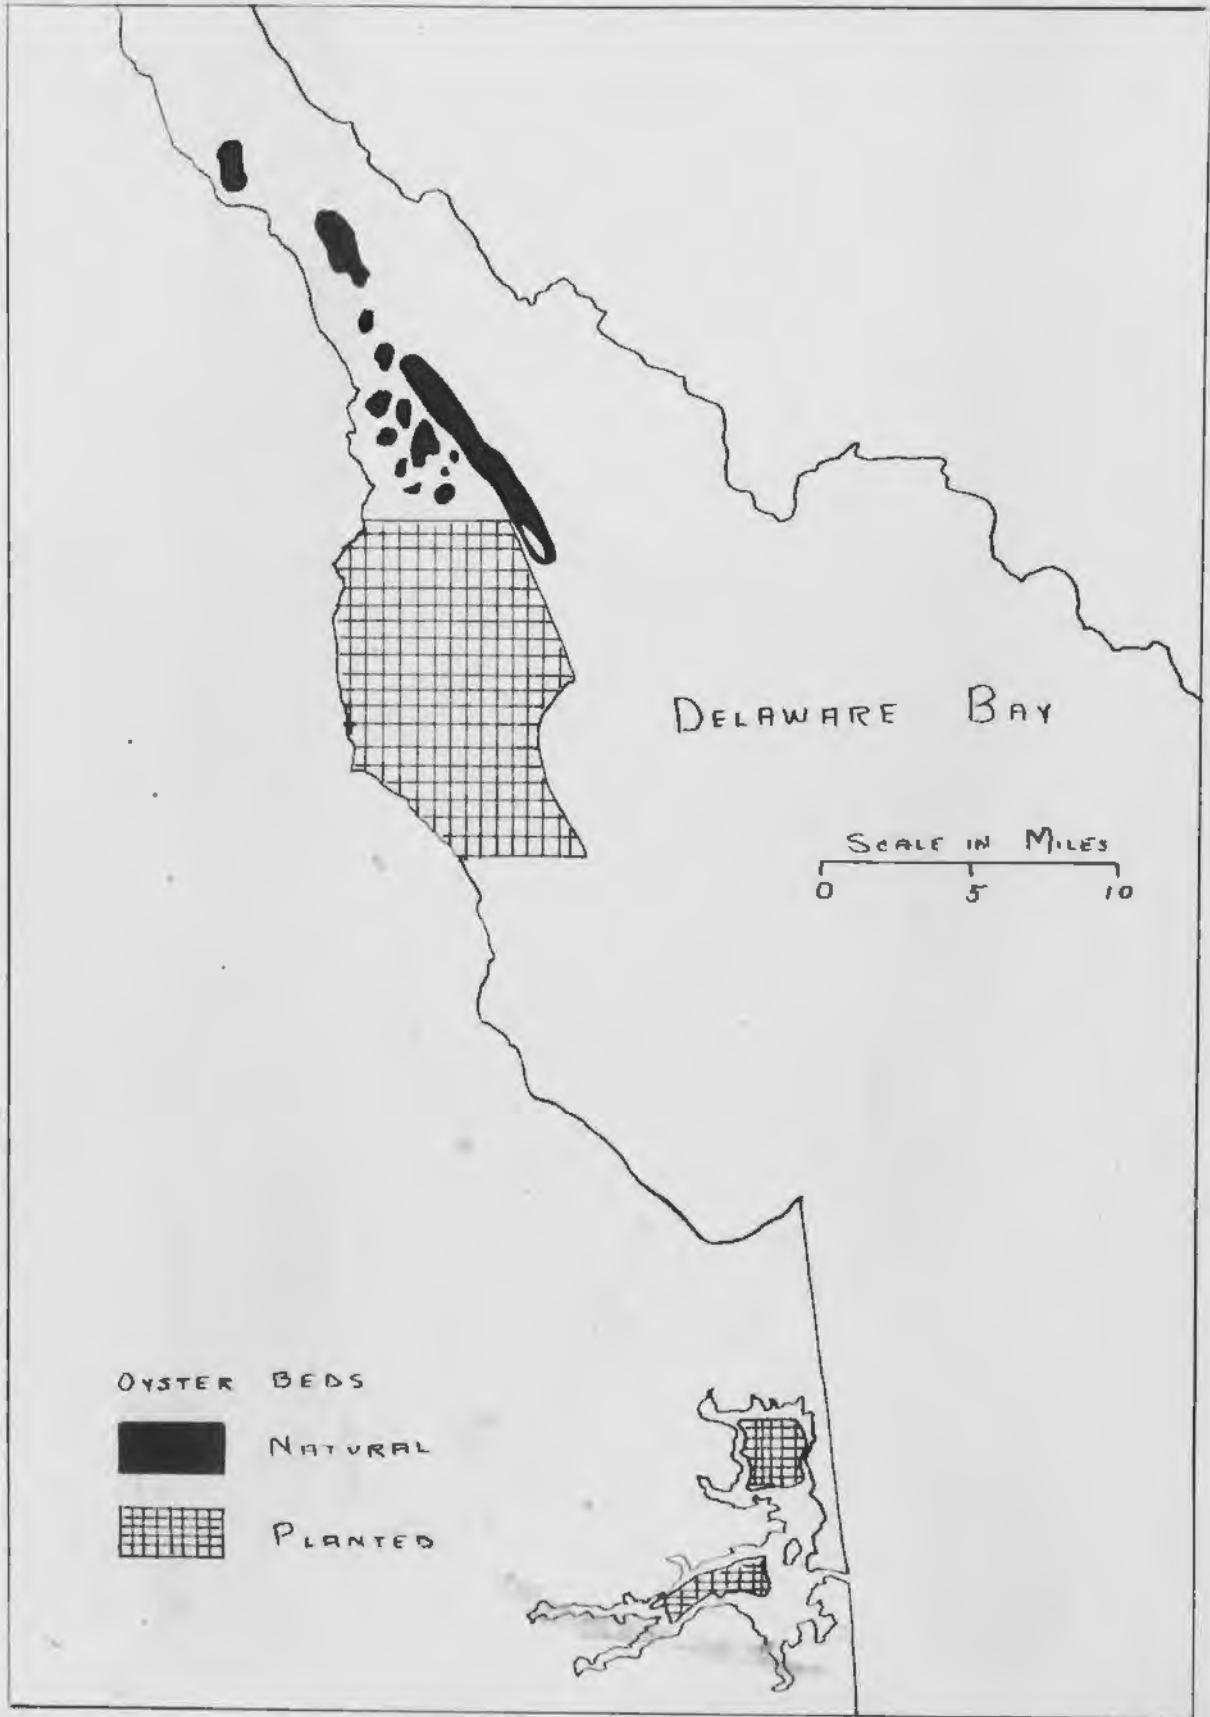 DELAWARE BAY
SCALE IN MILES
0 5 10
OYSTER BEDS
NATURAL
PLANTED